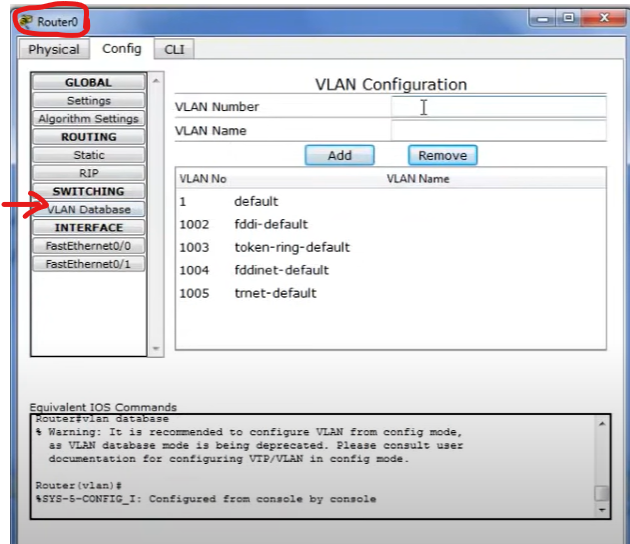 Router0
Physical Config CLI
GLOBAL
Settings
Algorithm Settings
ROUTING
Static
RIP
SWITCHING
VLAN Database
INTERFACE
FastEthernet0/0
FastEthernet0/1
VLAN Configuration
VLAN Number
VLAN Name
Add Remove
VLAN No VLAN Name
1 default
1002 fddi-default
1003 token-ring-default
1004 fddinet-default
1005 trnet-default
Equivalent IOS Commands
Router#vlan database
% Warning: It is recommended to configure VLAN from config mode,
as VLAN database mode is being deprecated. Please consult user
documentation for configuring VTP/VLAN in config mode.
Router(vlan)#
%SYS-5-CONFIG_I: Configured from console by console